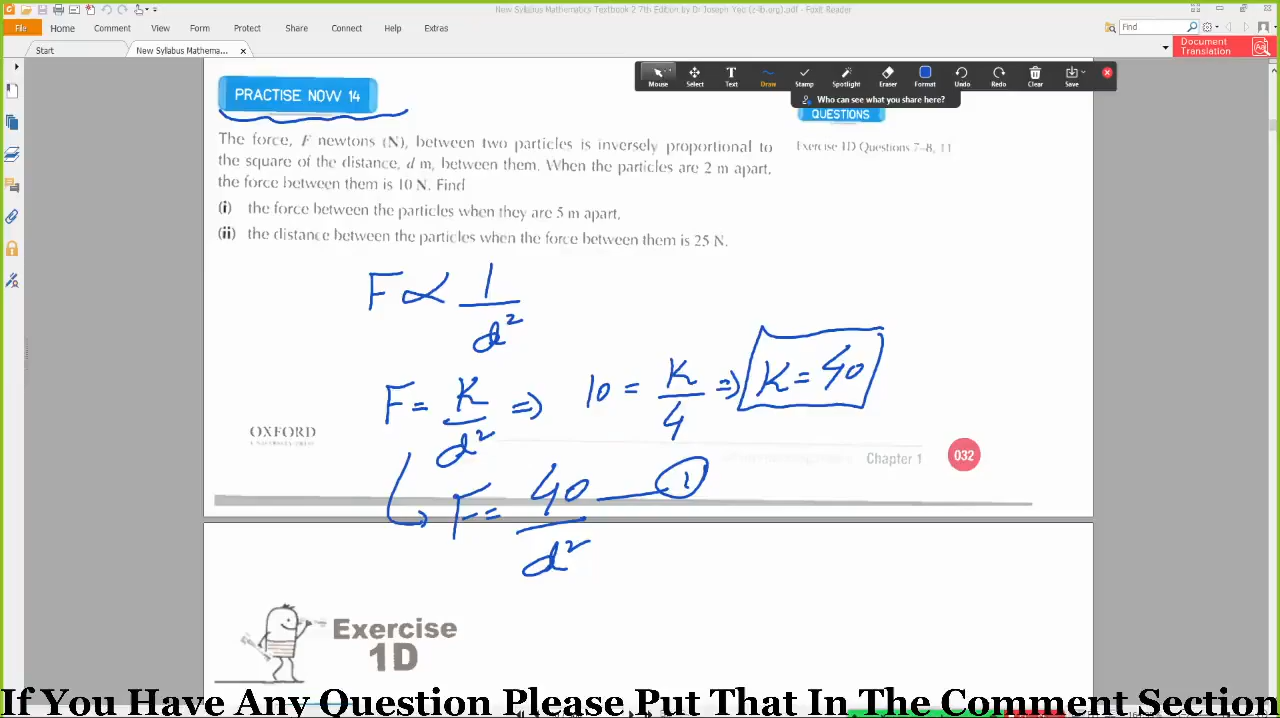 New Syllabus Mathematics Textbook 2 7th Edition by Dr Joseph Yeo (z-lib.org).pdf - Foxit Reader
File Home Comment View Form Protect Share Connect Help Extras
Find
Start
New Syllabus Mathema...
Document Translation
Mouse Select Text Draw Stamp Spotlight Eraser Format Undo Redo Clear Save
Who can see what you share here?
PRACTISE NOW 14
QUESTIONS
The force, F newtons (N), between two particles is inversely proportional to
the square of the distance, d m, between them. When the particles are 2 m apart,
the force between them is 10 N. Find
(i) the force between the particles when they are 5 m apart,
(ii) the distance between the particles when the force between them is 25 N.
Exercise 1D Questions 7–8, 11
F ∝ 1/d²
F = K/d² ⇒ 10 = K/4 ⇒ K = 40
OXFORD
Chapter 1 032
F = 40/d² — 1
Exercise
1D
If You Have Any Question Please Put That In The Comment Section